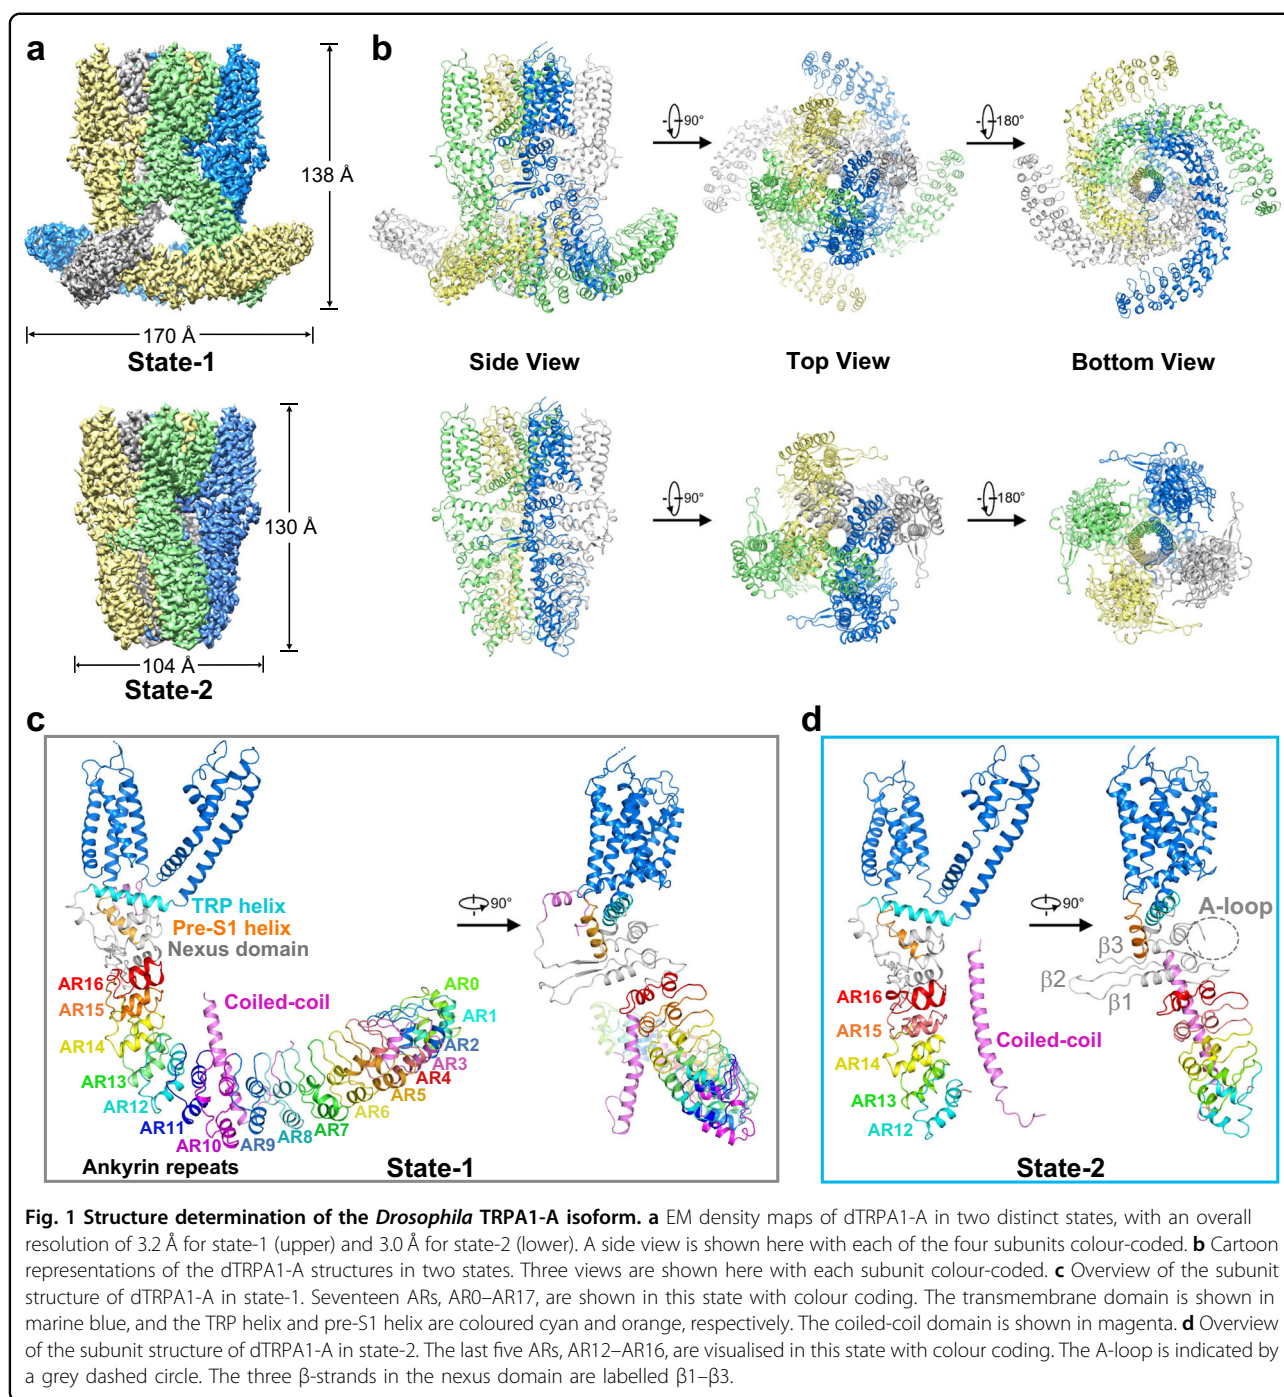 a
138 Å
170 Å
State-1
130 Å
104 Å
State-2
b
90°
180°
Side View
Top View
Bottom View
90°
180°
c
TRP helix
Pre-S1 helix
Nexus domain
AR16
AR15
AR14
AR13
AR12
AR11
AR10
AR9
AR8
AR7
AR6
AR5
AR4
AR3
AR2
AR1
AR0
Coiled-coil
90°
Ankyrin repeats
State-1
d
AR16
AR15
AR14
AR13
AR12
Coiled-coil
90°
A-loop
β3
β2
β1
State-2
Fig. 1 Structure determination of the Drosophila TRPA1-A isoform. a EM density maps of dTRPA1-A in two distinct states, with an overall
resolution of 3.2 Å for state-1 (upper) and 3.0 Å for state-2 (lower). A side view is shown here with each of the four subunits colour-coded. b Cartoon
representations of the dTRPA1-A structures in two states. Three views are shown here with each subunit colour-coded. c Overview of the subunit
structure of dTRPA1-A in state-1. Seventeen ARs, AR0–AR17, are shown in this state with colour coding. The transmembrane domain is shown in
marine blue, and the TRP helix and pre-S1 helix are coloured cyan and orange, respectively. The coiled-coil domain is shown in magenta. d Overview
of the subunit structure of dTRPA1-A in state-2. The last five ARs, AR12–AR16, are visualised in this state with colour coding. The A-loop is indicated by
a grey dashed circle. The three β-strands in the nexus domain are labelled β1–β3.